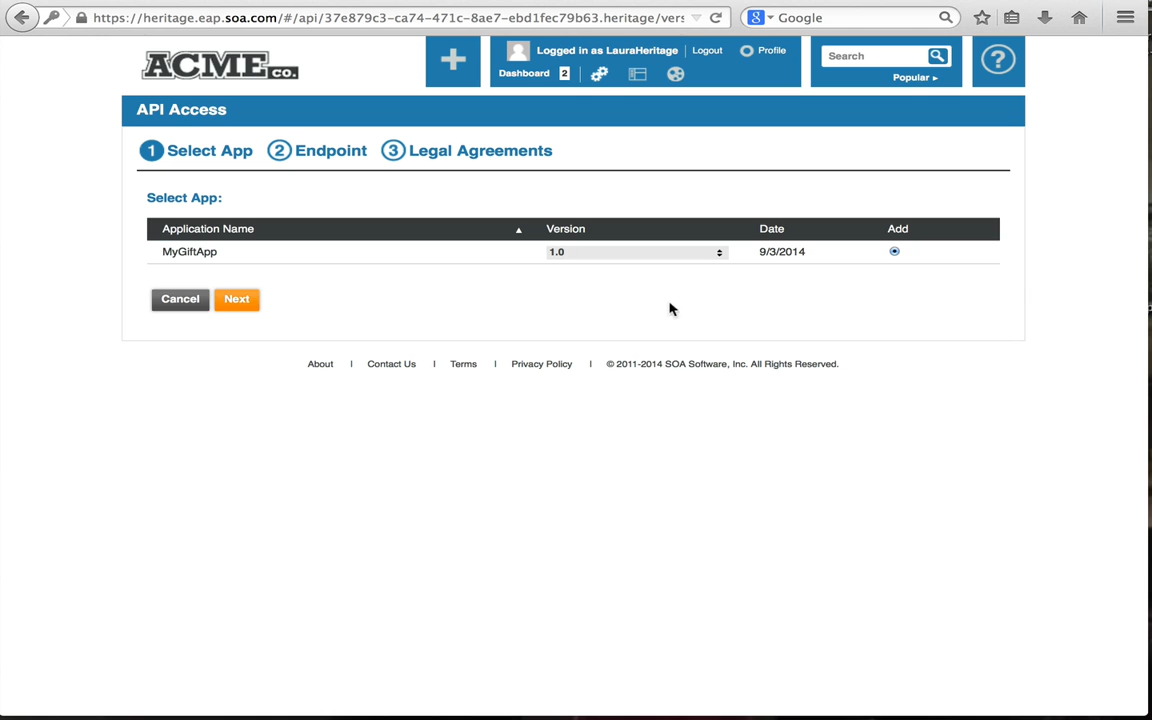 https://heritage.eap.soa.com/#/api/37e879c3-ca74-471c-8ae7-ebd1fec79b63.heritage/vers
Google
ACME co.
Logged in as LauraHeritage | Logout Profile
Dashboard 2
Search
Popular ▸
?
API Access
1 Select App 2 Endpoint 3 Legal Agreements
Select App:
Application Name ▲ Version Date Add
MyGiftApp 1.0 9/3/2014
Cancel Next
About | Contact Us | Terms | Privacy Policy | © 2011-2014 SOA Software, Inc. All Rights Reserved.